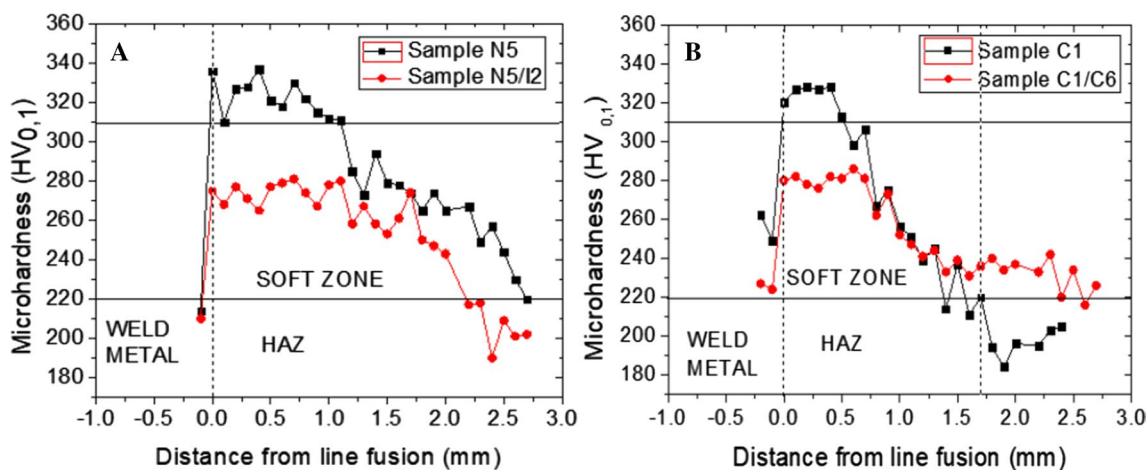 A
Sample N5
Sample N5/I2
360
340
320
300
280
260
240
220
200
180
Microhardness (HV0,1)
SOFT ZONE
WELD
METAL
HAZ
-1.0 -0.5 0.0 0.5 1.0 1.5 2.0 2.5 3.0
Distance from line fusion (mm)
B
Sample C1
Sample C1/C6
360
340
320
300
280
260
240
220
200
180
Microhardness (HV 0,1)
SOFT ZONE
WELD
METAL
HAZ
-1.0 -0.5 0.0 0.5 1.0 1.5 2.0 2.5 3.0
Distance from line fusion (mm)